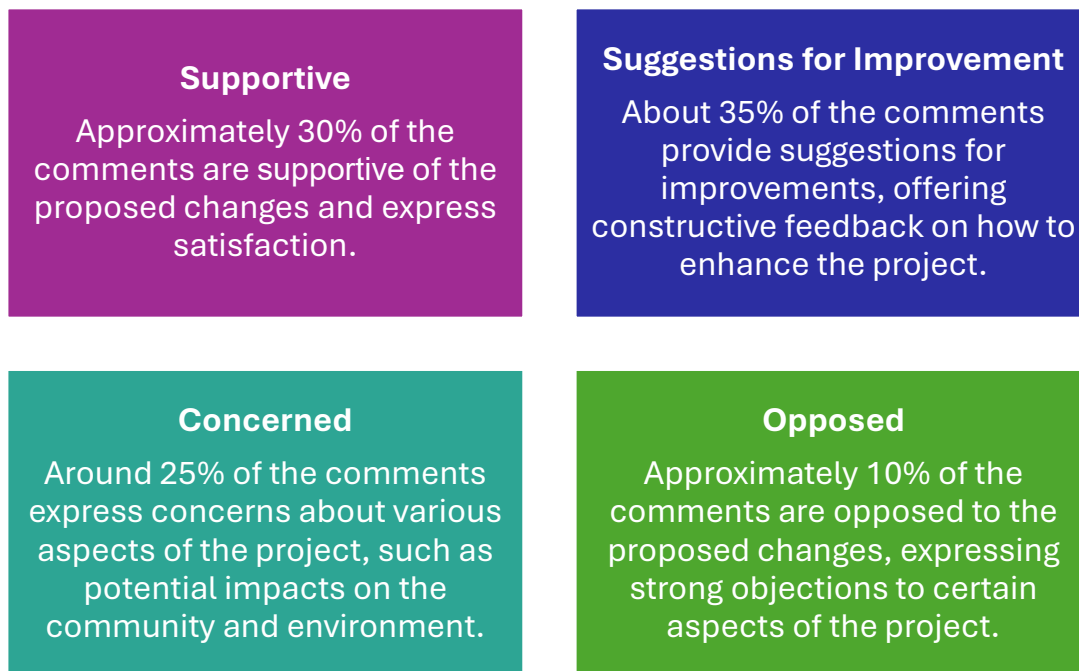 Supportive
Approximately 30% of the
comments are supportive of the
proposed changes and express
satisfaction.
Suggestions for Improvement
About 35% of the comments
provide suggestions for
improvements, offering
constructive feedback on how to
enhance the project.
Concerned
Around 25% of the comments
express concerns about various
aspects of the project, such as
potential impacts on the
community and environment.
Opposed
Approximately 10% of the
comments are opposed to the
proposed changes, expressing
strong objections to certain
aspects of the project.